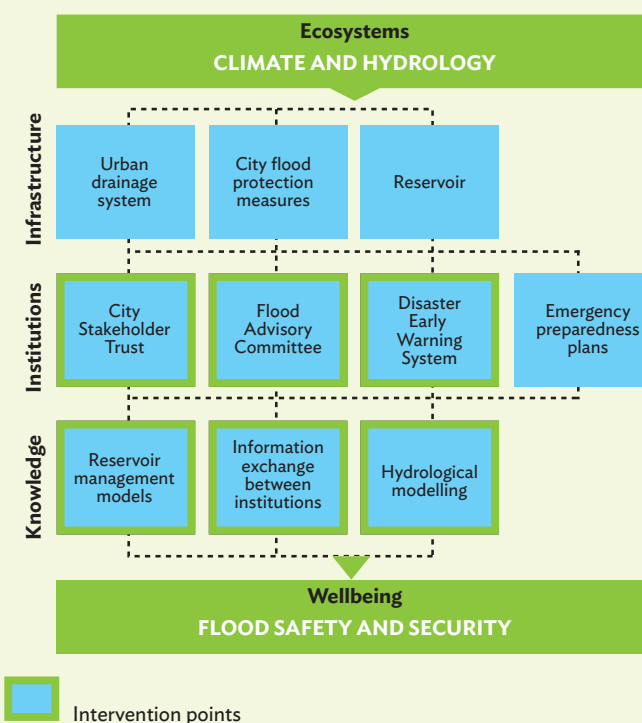 Ecosystems
CLIMATE AND HYDROLOGY
Infrastructure
Urban
drainage
system
City flood
protection
measures
Reservoir
Institutions
City
Stakeholder
Trust
Flood
Advisory
Committee
Disaster
Early
Warning
System
Emergency
preparedness
plans
Knowledge
Reservoir
management
models
Information
exchange
between
institutions
Hydrological
modelling
Wellbeing
FLOOD SAFETY AND SECURITY
Intervention points